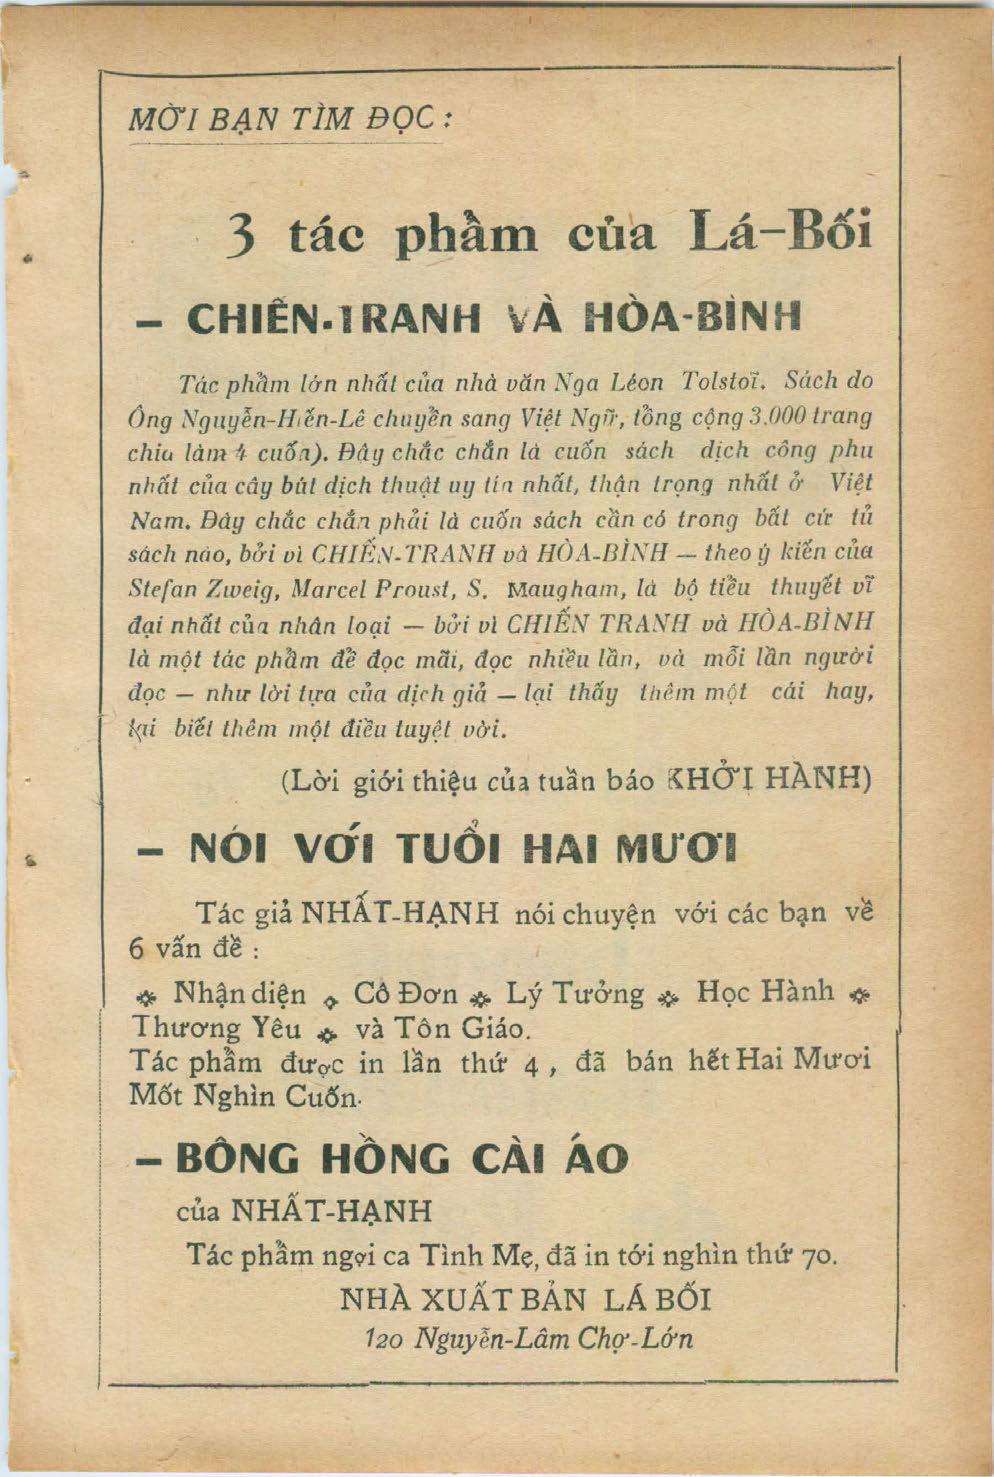 MỜI BẠN TÌM ĐỌC :
3 tác phẩm của Lá-Bối
– CHIẾN-TRANH VÀ HÒA-BÌNH
Tác phẩm lớn nhất của nhà văn Nga Léon Tolstoï. Sách do
Ông Nguyễn-Hiến-Lê chuyển sang Việt Ngữ, tổng cộng 3.000 trang
chia làm 4 cuốn). Đây chắc chắn là cuốn sách dịch công phu
nhất của cây bút dịch thuật uy tín nhất, thận trọng nhất ở Việt
Nam. Đây chắc chắn phải là cuốn sách cần có trong bất cứ tủ
sách nào, bởi vì CHIẾN-TRANH và HÒA-BÌNH — theo ý kiến của
Stefan Zweig, Marcel Proust, S. Maugham, là bộ tiểu thuyết vĩ
đại nhất của nhân loại — bởi vì CHIẾN TRANH và HÒA-BÌNH
là một tác phẩm để đọc mãi, đọc nhiều lần, và mỗi lần người
đọc — như lời tựa của dịch giả — lại thấy thêm một cái hay,
lại biết thêm một điều tuyệt vời.
(Lời giới thiệu của tuần báo KHỞI HÀNH)
– NÓI VỚI TUỔI HAI MƯƠI
Tác giả NHẤT-HẠNH nói chuyện với các bạn về
6 vấn đề :
Nhận diện Cô Đơn Lý Tưởng Học Hành
Thương Yêu và Tôn Giáo.
Tác phẩm được in lần thứ 4, đã bán hết Hai Mươi
Mốt Nghìn Cuốn.
– BÔNG HỒNG CÀI ÁO
của NHẤT-HẠNH
Tác phẩm ngợi ca Tình Mẹ, đã in tới nghìn thứ 70.
NHÀ XUẤT BẢN LÁ BỐI
120 Nguyễn-Lâm Chợ-Lớn